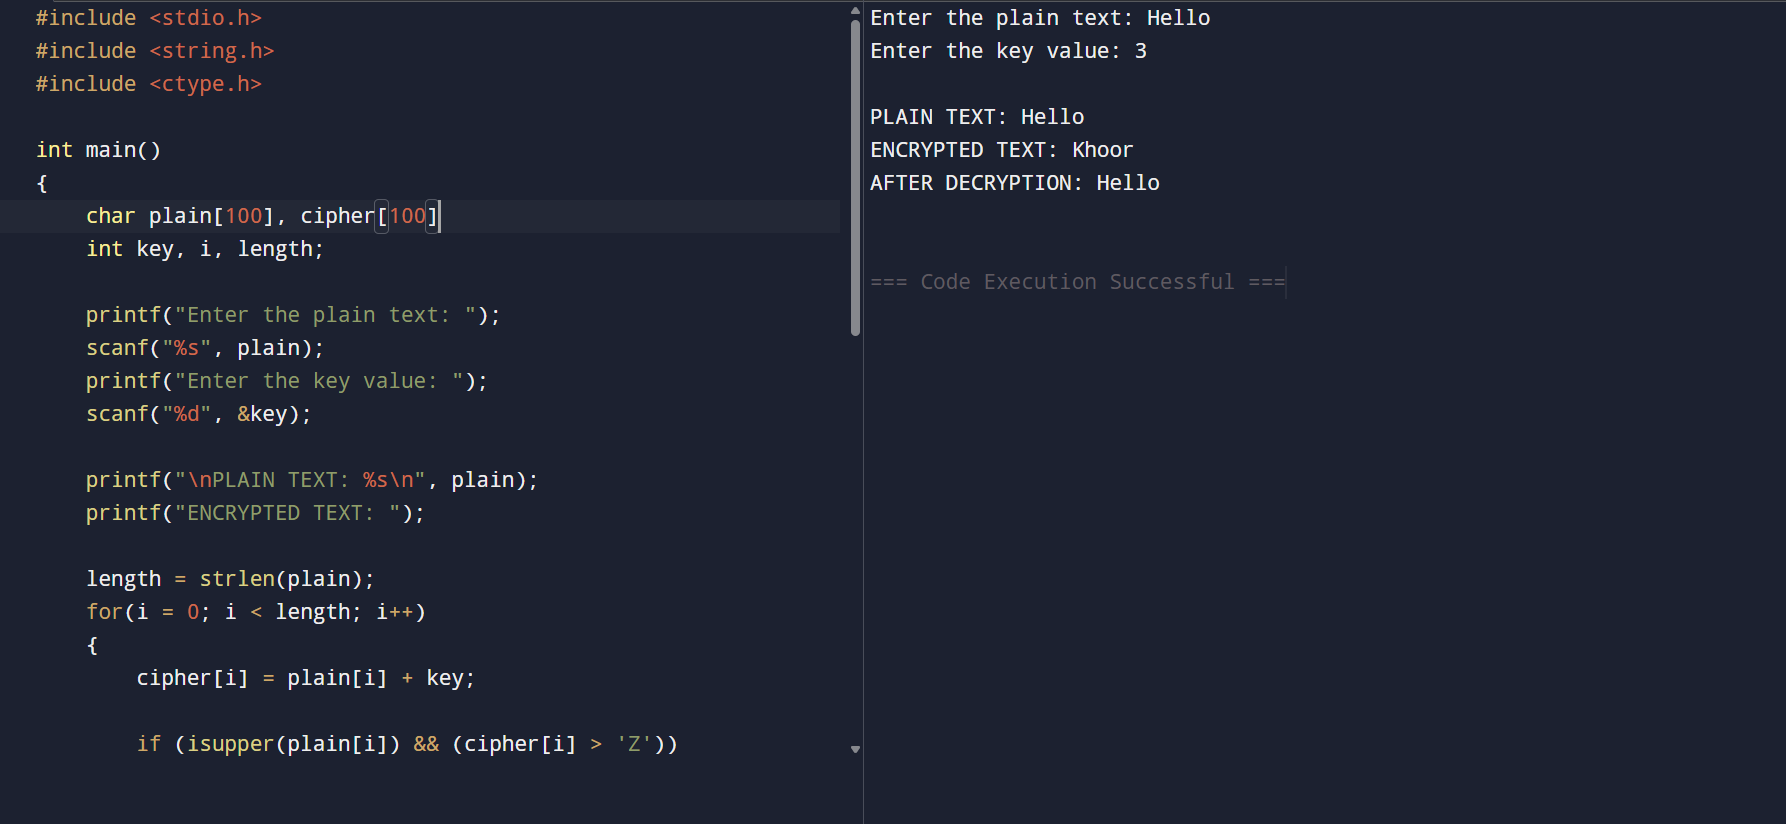 #include <stdio.h>
#include <string.h>
#include <ctype.h>
int main()
{
char plain[100], cipher[100]
int key, i, length;
printf("Enter the plain text: ");
scanf("%s", plain);
printf("Enter the key value: ");
scanf("%d", &key);
printf("\nPLAIN TEXT: %s\n", plain);
printf("ENCRYPTED TEXT: ");
length = strlen(plain);
for(i = 0; i < length; i++)
{
cipher[i] = plain[i] + key;
if (isupper(plain[i]) && (cipher[i] > 'Z'))
Enter the plain text: Hello
Enter the key value: 3
PLAIN TEXT: Hello
ENCRYPTED TEXT: Khoor
AFTER DECRYPTION: Hello
=== Code Execution Successful ===